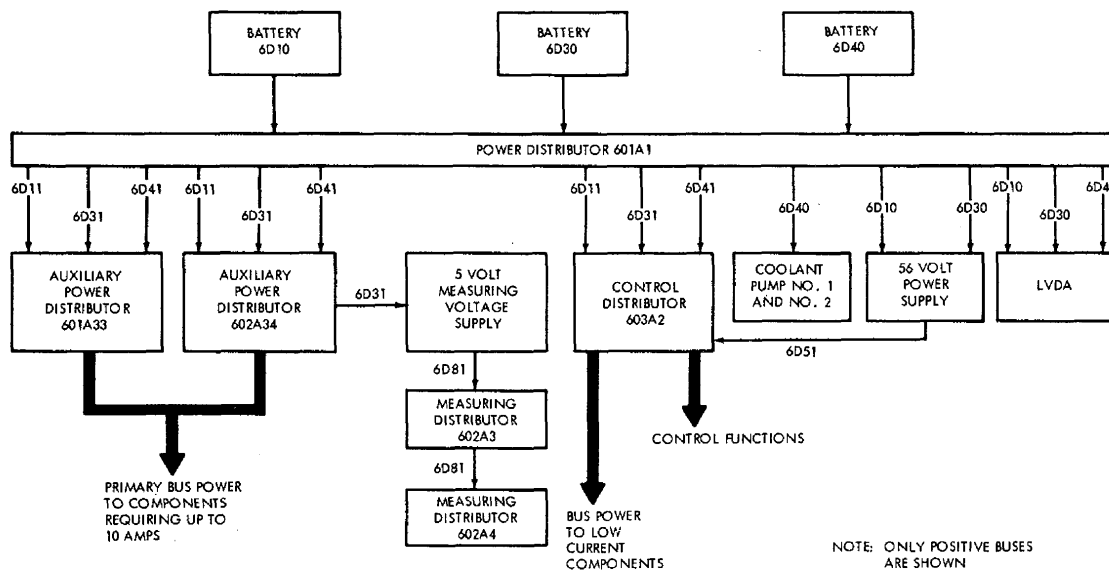 BATTERY
6D10
BATTERY
6D30
BATTERY
6D40
POWER DISTRIBUTOR 601A1
6D11
6D31
6D41
6D11
6D31
6D41
6D11
6D31
6D41
6D40
6D10
6D30
6D10
6D30
6D4
AUXILIARY
POWER
DISTRIBUTOR
601A33
AUXILIARY
POWER
DISTRIBUTOR
602A34
6D31
5 VOLT
MEASURING
VOLTAGE
SUPPLY
CONTROL
DISTRIBUTOR
603A2
COOLANT
PUMP NO. 1
AND NO. 2
56 VOLT
POWER
SUPPLY
LVDA
6D51
6D81
MEASURING
DISTRIBUTOR
602A3
6D81
MEASURING
DISTRIBUTOR
602A4
CONTROL FUNCTIONS
PRIMARY BUS POWER
TO COMPONENTS
REQUIRING UP TO
10 AMPS
BUS POWER
TO LOW
CURRENT
COMPONENTS
NOTE: ONLY POSITIVE BUSES
ARE SHOWN